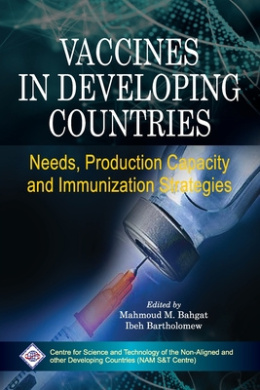 VACCINES
IN DEVELOPING
COUNTRIES
Needs, Production Capacity
and Immunization Strategies
Edited by
Mahmoud M. Bahgat
Ibeh Bartholomew
Centre for Science and Technology of the Non-Aligned and
other Developing Countries (NAM S&T Centre)